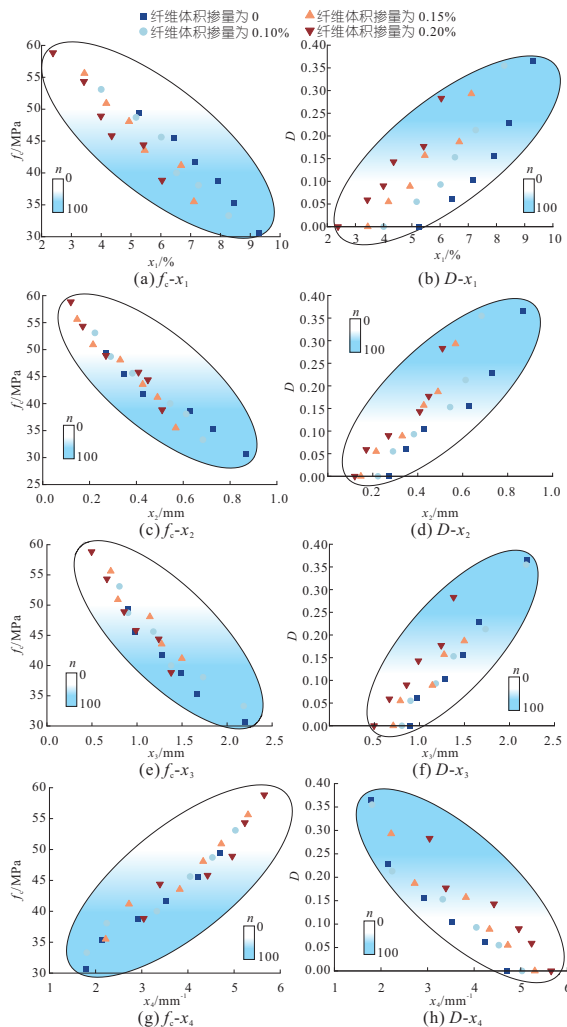 纤维体积掺量为 0 纤维体积掺量为 0.15%
纤维体积掺量为 0.10% 纤维体积掺量为 0.20%
(a) f꜀-x₁
fc/MPa
60
55
50
45
40
35
30
2 3 4 5 6 7 8 9 10
x₁/%
n 0
100
(b) D-x₁
D
0.40
0.35
0.30
0.25
0.20
0.15
0.10
0.05
0.00
2 3 4 5 6 7 8 9 10
x₁/%
n 0
100
(c) fc-x₂
fc/MPa
60
55
50
45
40
35
30
25
0.0 0.2 0.4 0.6 0.8 1.0
x₂/mm
n 0
100
(d) D-x₂
D
0.40
0.35
0.30
0.25
0.20
0.15
0.10
0.05
0.00
0.2 0.4 0.6 0.8 1.0
x₂/mm
n 0
100
(e) fc-x₃
fc/MPa
60
55
50
45
40
35
30
0.0 0.5 1.0 1.5 2.0 2.5
x₃/mm
n 0
100
(f) D-x₃
D
0.40
0.35
0.30
0.25
0.20
0.15
0.10
0.05
0.00
0.0 0.5 1.0 1.5 2.0 2.5
x₃/mm
n 0
100
(g) fc-x₄
fc/MPa
60
55
50
45
40
35
30
1 2 3 4 5 6
x₄/mm⁻¹
n 0
100
(h) D-x₄
D
0.40
0.35
0.30
0.25
0.20
0.15
0.10
0.05
0.00
1 2 3 4 5 6
x₄/mm⁻¹
n 0
100